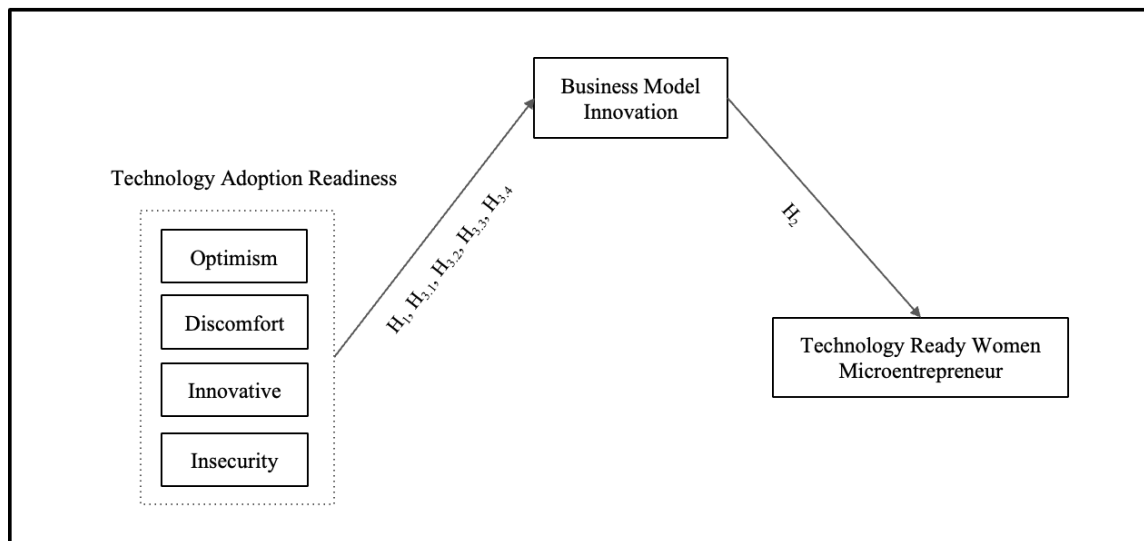 Business Model
Innovation
Technology Adoption Readiness
Optimism
Discomfort
Innovative
Insecurity
H₁, H₃.₁, H₃.₂, H₃.₃, H₃.₄
H₂
Technology Ready Women
Microentrepreneur